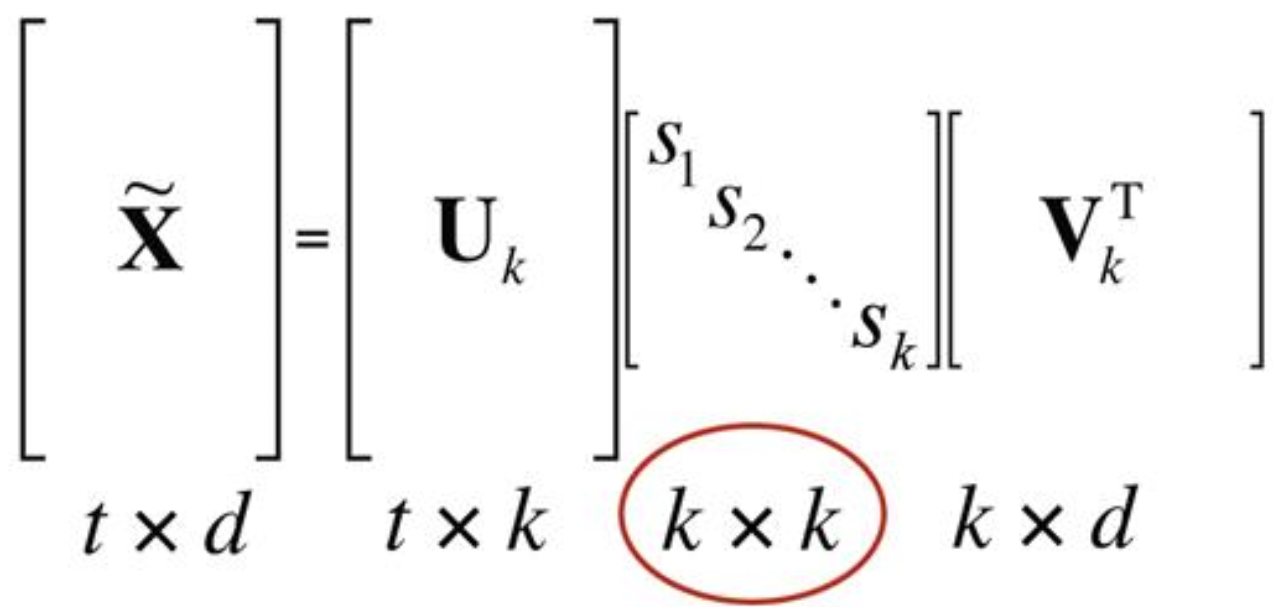 X̃ = U_k [s_1 s_2 ⋱ s_k] V_k^T
t × d t × k k × k k × d